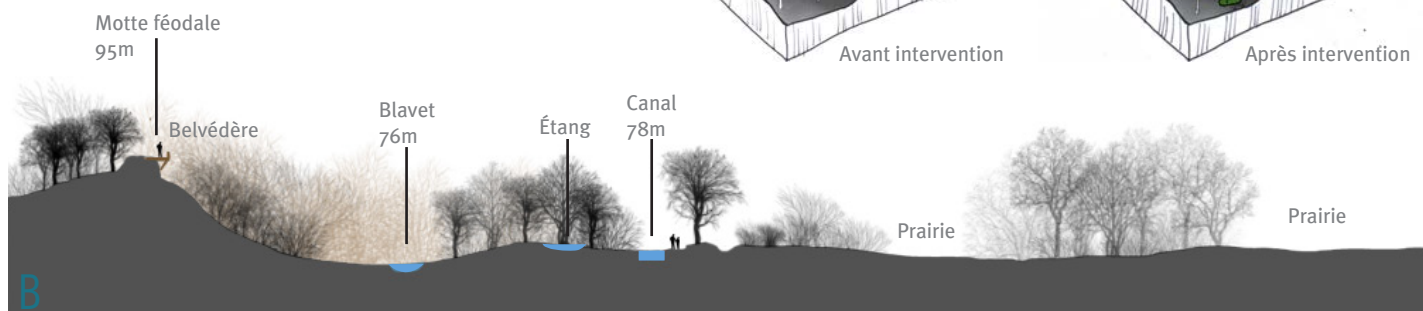 Avant intervention
Après intervention
Motte féodale
95m
Belvédère
Blavet
76m
Étang
Canal
78m
Prairie
Prairie
B